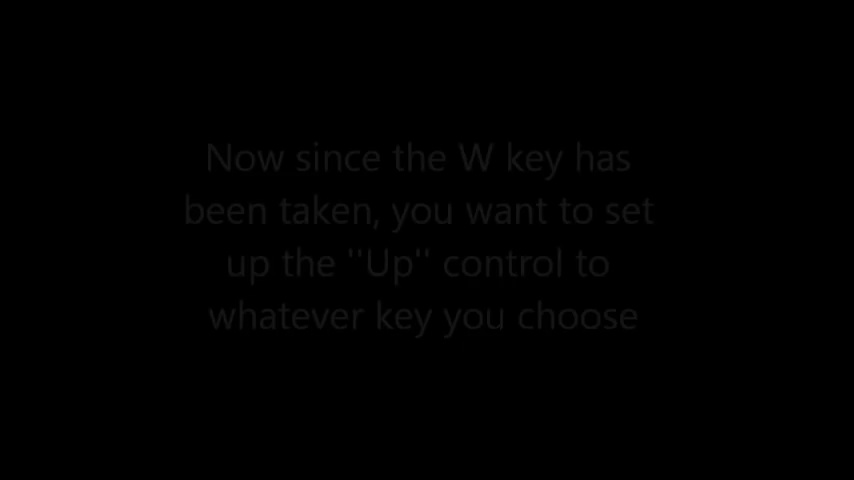 Now since the W key has
been taken, you want to set
up the "Up" control to
whatever key you choose